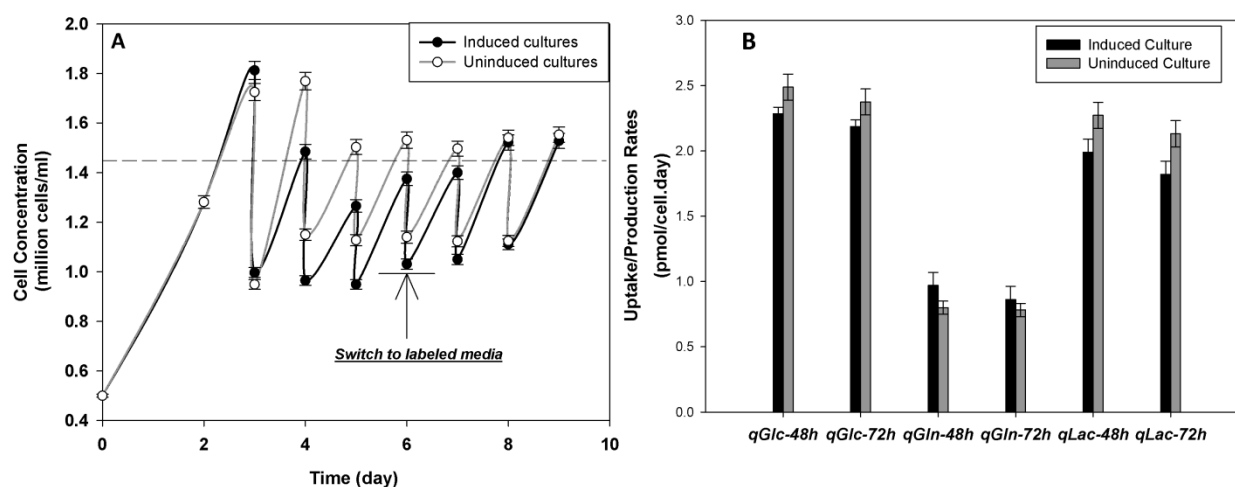 A
Induced cultures
Uninduced cultures
Cell Concentration
(million cells/ml)
2.0
1.8
1.6
1.4
1.2
1.0
0.8
0.6
0.4
Switch to labeled media
0 2 4 6 8 10
Time (day)
B
Induced Culture
Uninduced Culture
Uptake/Production Rates
(pmol/cell.day)
3.0
2.5
2.0
1.5
1.0
0.5
0.0
qGlc-48h qGlc-72h qGln-48h qGln-72h qLac-48h qLac-72h